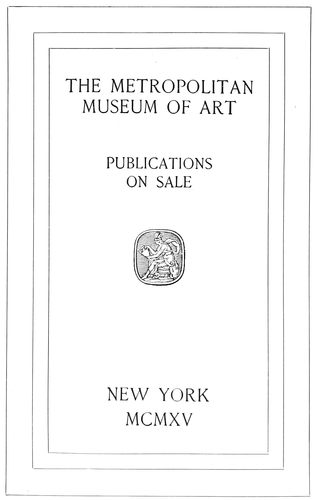 THE METROPOLITAN
MUSEUM OF ART
PUBLICATIONS
ON SALE
NEW YORK
MCMXV